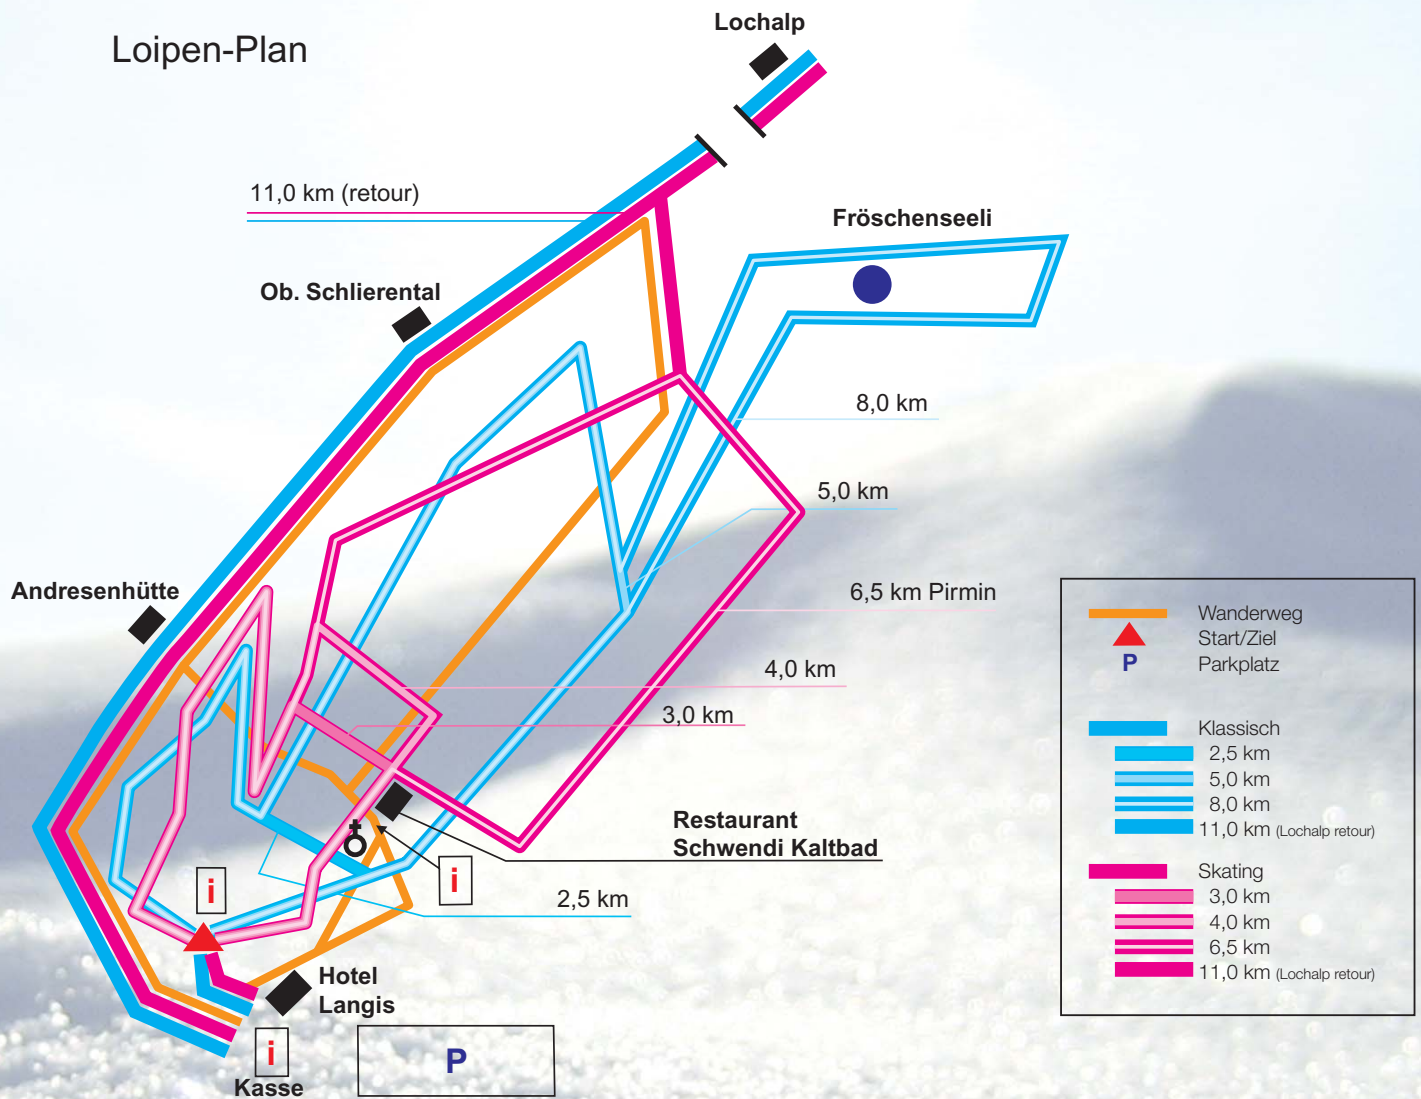 Loipen-Plan
Lochalp
11,0 km (retour)
Fröschenseeli
Ob. Schlierental
8,0 km
5,0 km
Andresenhütte
6,5 km Pirmin
4,0 km
3,0 km
Restaurant
Schwendi Kaltbad
i
i
2,5 km
Hotel
Langis
i
Kasse
P
Wanderweg
Start/Ziel
P Parkplatz
Klassisch
2,5 km
5,0 km
8,0 km
11,0 km (Lochalp retour)
Skating
3,0 km
4,0 km
6,5 km
11,0 km (Lochalp retour)